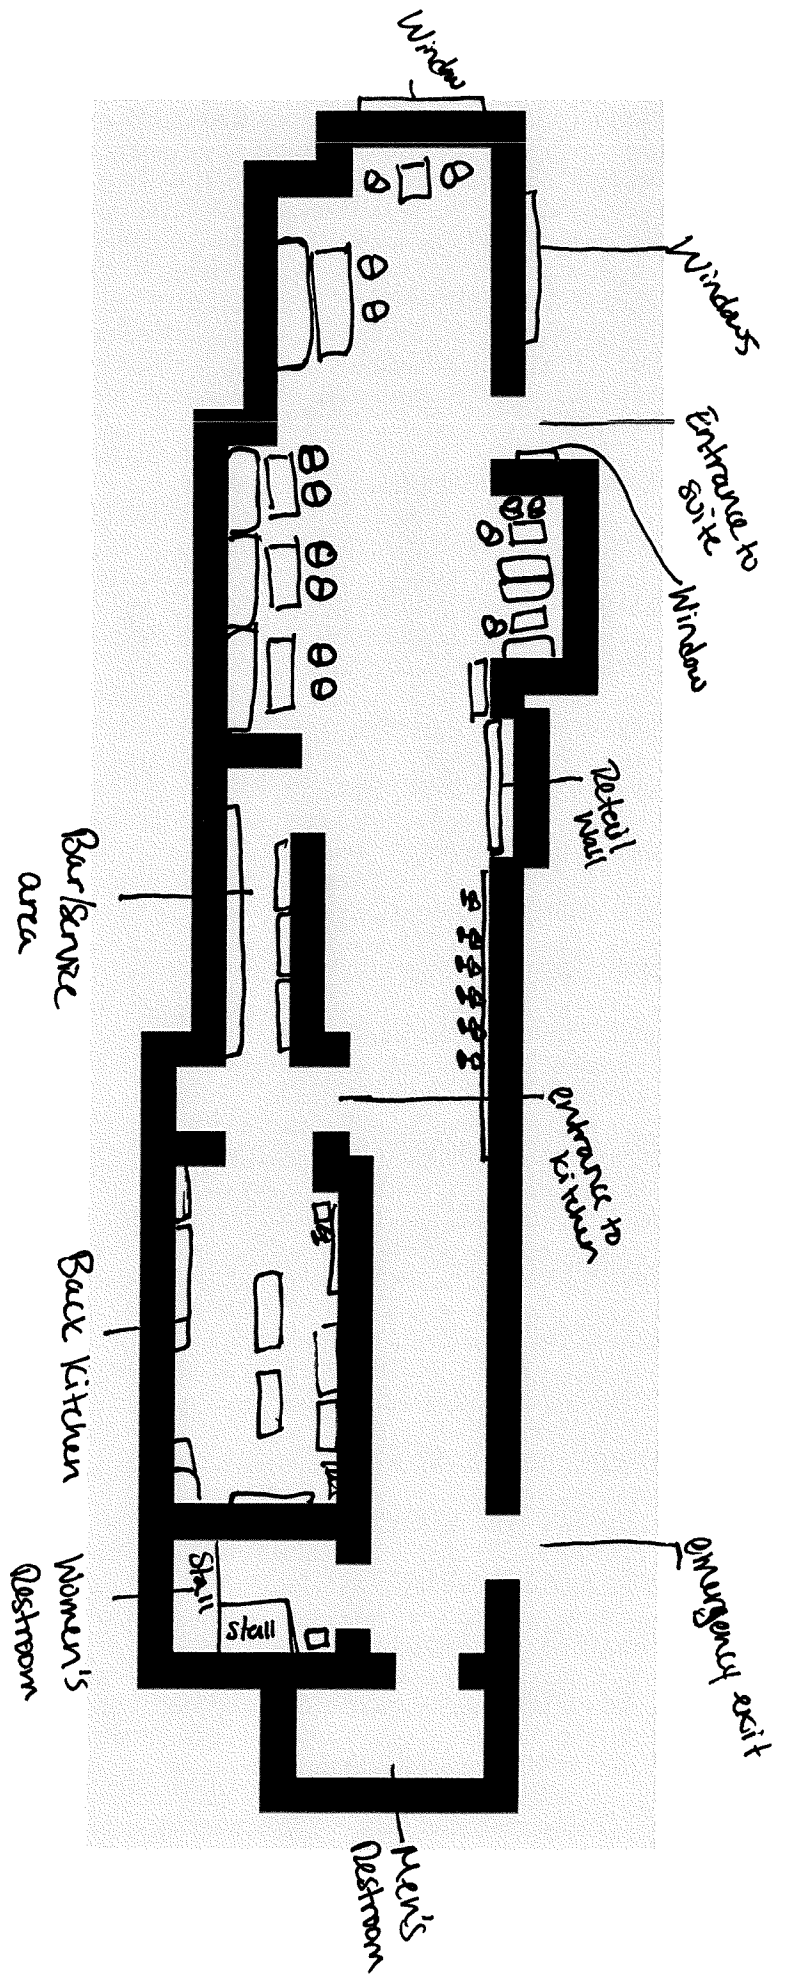 Window
Windows
Entrance to
suite
Window
Retail
Wall
Bar/Service
area
entrance to
kitchen
Back Kitchen
emergency exit
Women's
Restroom
Stall
Stall
Men's
Restroom